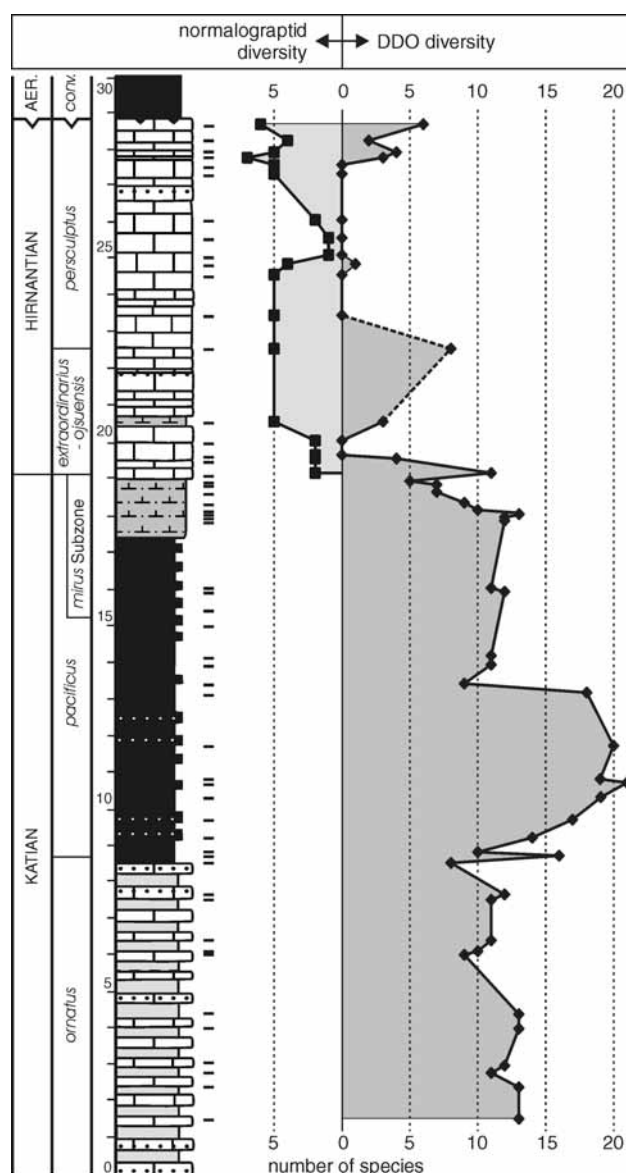 normalograptid
diversity
DDO diversity
5 0 5 10 15 20
AER.
conv.
HIRNANTIAN
persculptus
extraordinarius
- ojsuensis
KATIAN
mirus Subzone
pacificus
ornatus
30
25
20
15
10
5
0
5 0 5 10 15 20
number of species